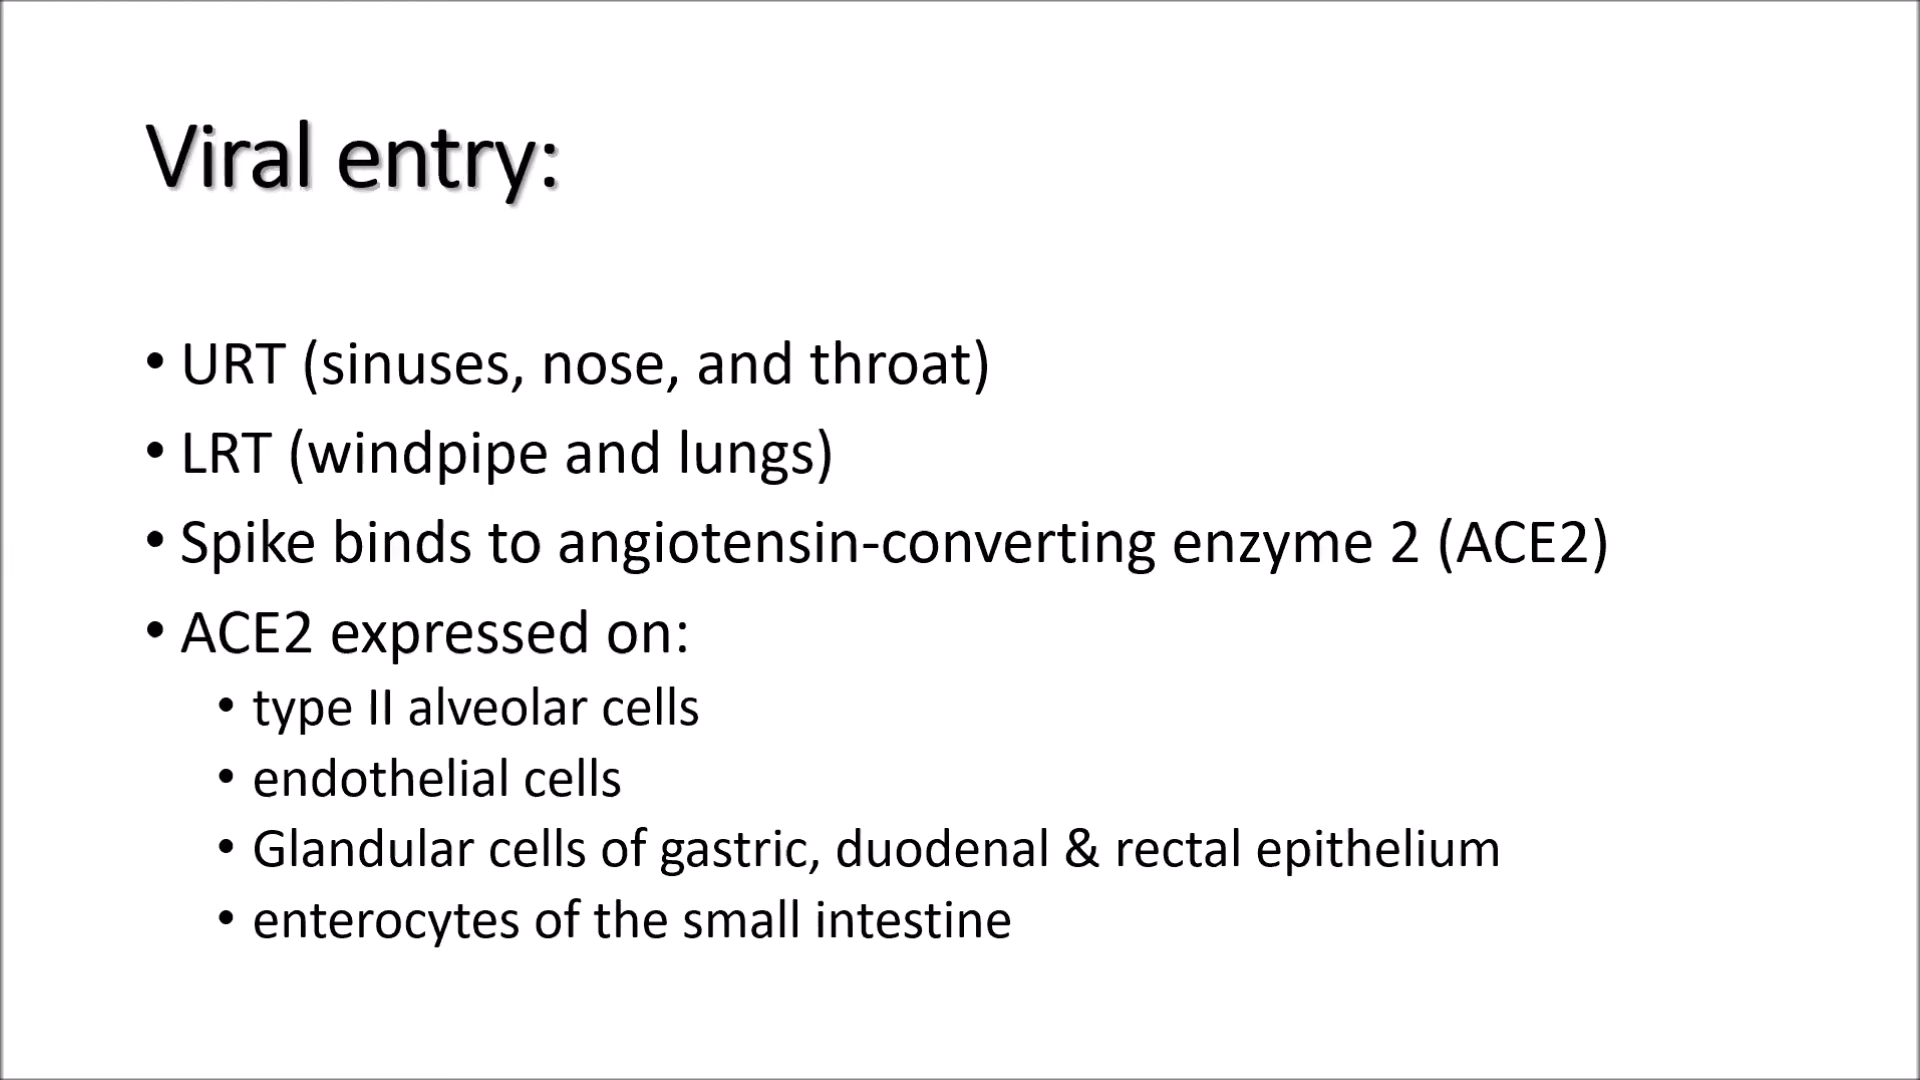 Viral entry:
• URT (sinuses, nose, and throat)
• LRT (windpipe and lungs)
• Spike binds to angiotensin-converting enzyme 2 (ACE2)
• ACE2 expressed on:
• type II alveolar cells
• endothelial cells
• Glandular cells of gastric, duodenal & rectal epithelium
• enterocytes of the small intestine